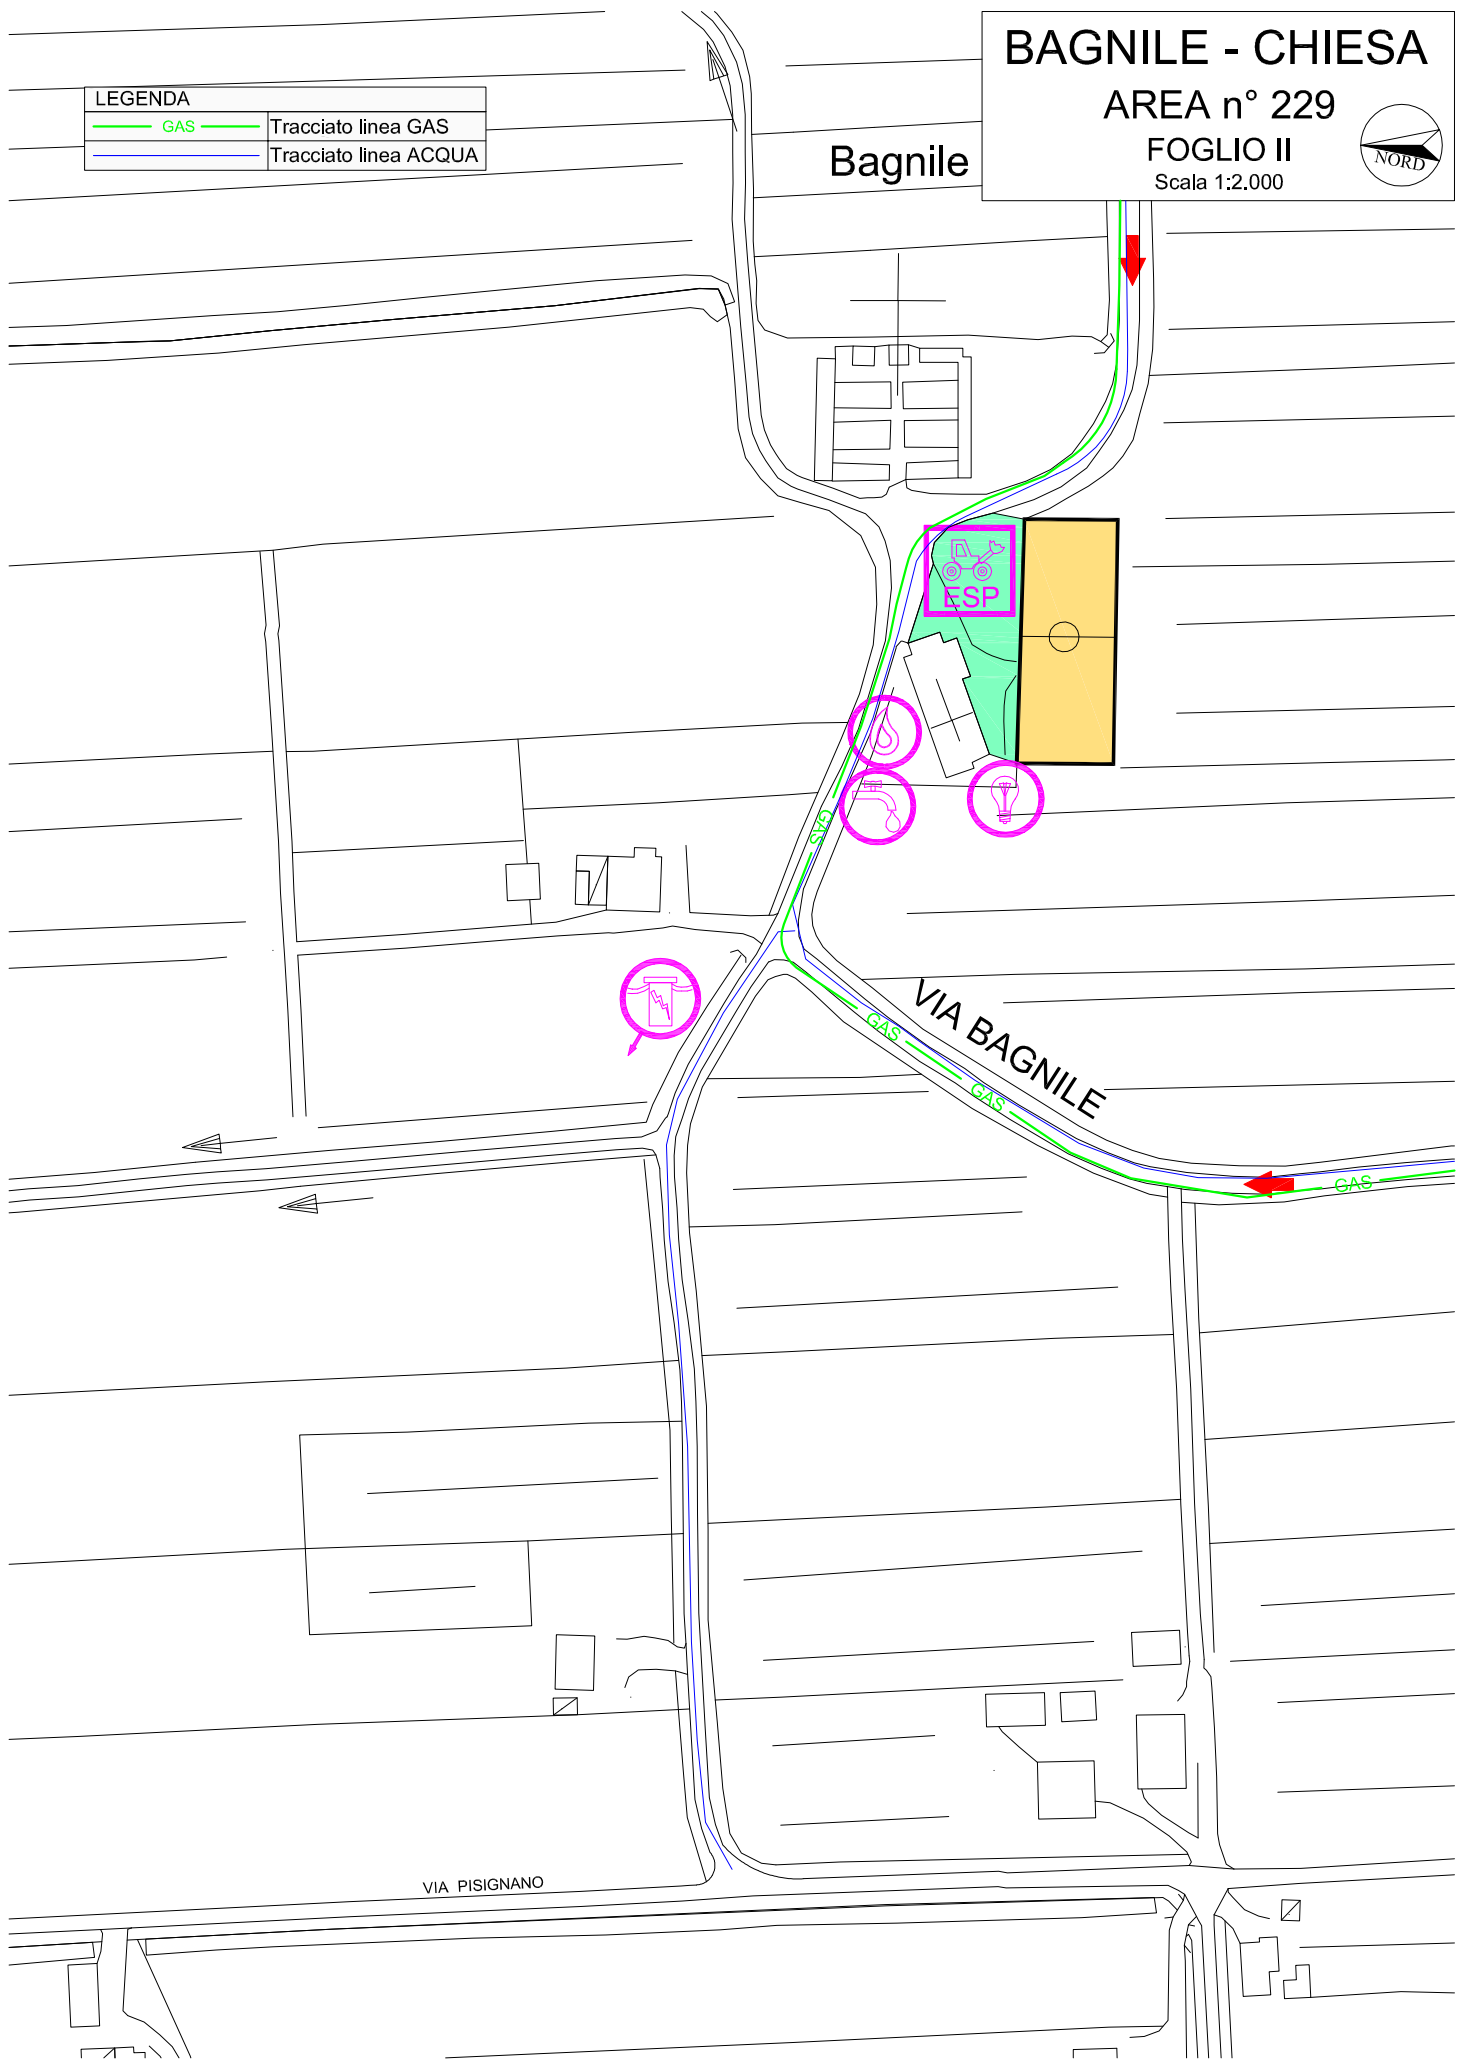 BAGNILE - CHIESA
AREA n° 229
FOGLIO II
Scala 1:2.000
NORD
LEGENDA
GAS Tracciato linea GAS
Tracciato linea ACQUA
Bagnile
ESP
GAS
VIA BAGNILE
GAS
GAS
GAS
VIA PISIGNANO